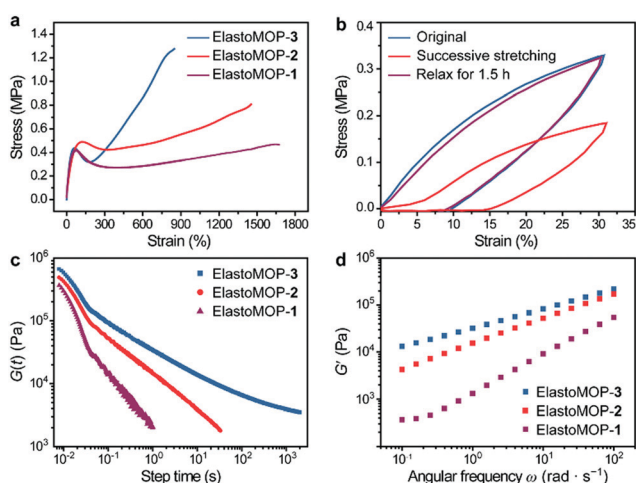 a
Stress (MPa)
1.4
1.2
1.0
0.8
0.6
0.4
0.2
0.0
0 300 600 900 1200 1500 1800
Strain (%)
ElastoMOP-3
ElastoMOP-2
ElastoMOP-1
b
Stress (MPa)
0.4
0.3
0.2
0.1
0.0
0 5 10 15 20 25 30 35
Strain (%)
Original
Successive stretching
Relax for 1.5 h
c
G(t) (Pa)
10⁶
10⁵
10⁴
10³
10⁻² 10⁻¹ 10⁰ 10¹ 10² 10³
Step time (s)
ElastoMOP-3
ElastoMOP-2
ElastoMOP-1
d
G′ (Pa)
10⁶
10⁵
10⁴
10³
10⁻¹ 10⁰ 10¹ 10²
Angular frequency ω (rad · s⁻¹)
ElastoMOP-3
ElastoMOP-2
ElastoMOP-1